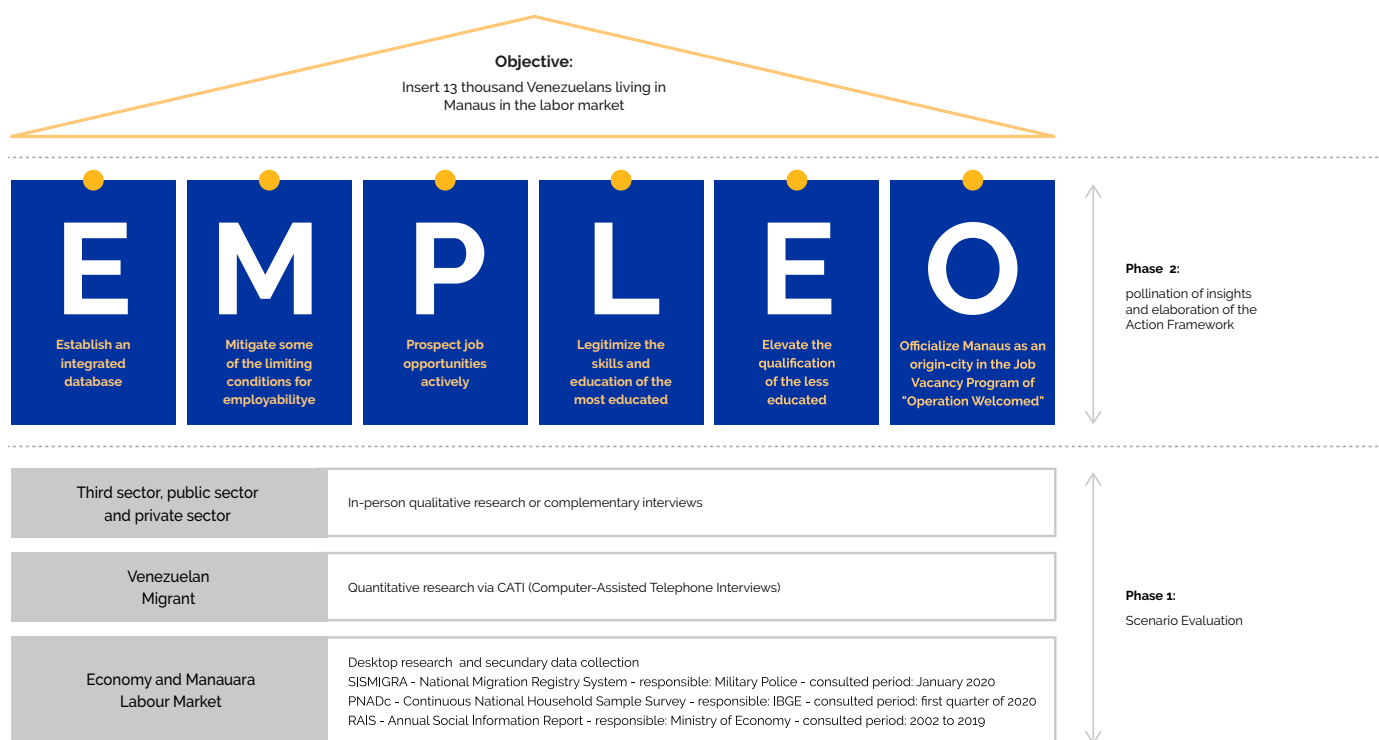 Objective:
Insert 13 thousand Venezuelans living in
Manaus in the labor market
E
Establish an
integrated
database
M
Mitigate some
of the limiting
conditions for
employabilitye
P
Prospect job
opportunities
actively
L
Legitimize the
skills and
education of the
most educated
E
Elevate the
qualification
of the less
educated
O
Officialize Manaus as an
origin-city in the Job
Vacancy Program of
"Operation Welcomed"
Phase 2:
pollination of insights
and elaboration of the
Action Framework
Third sector, public sector
and private sector
In-person qualitative research or complementary interviews
Venezuelan
Migrant
Quantitative research via CATI (Computer-Assisted Telephone Interviews)
Phase 1:
Scenario Evaluation
Economy and Manauara
Labour Market
Desktop research and secundary data collection
SISMIGRA - National Migration Registry System - responsible: Military Police - consulted period: January 2020
PNADc - Continuous National Household Sample Survey - responsible: IBGE - consulted period: first quarter of 2020
RAIS - Annual Social Information Report - responsible: Ministry of Economy - consulted period: 2002 to 2019